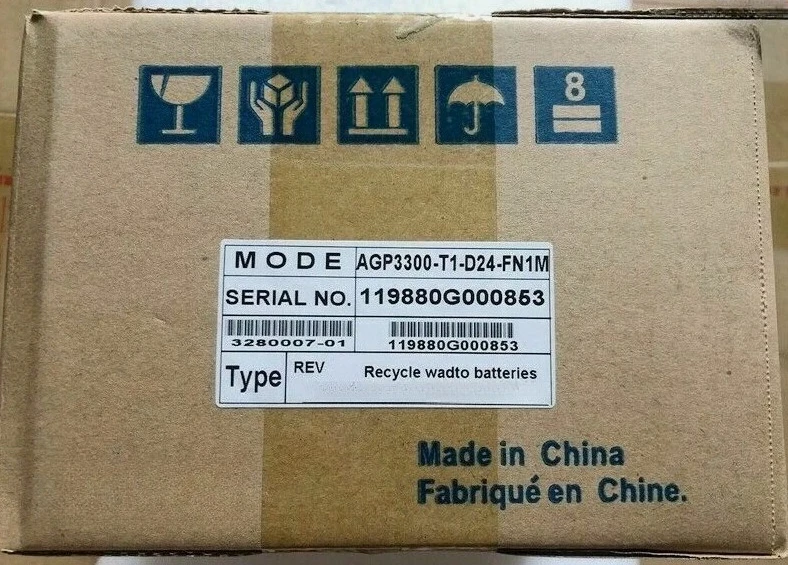 8
MODE AGP3300-T1-D24-FN1M
SERIAL NO. 119880G000853
3280007-01 119880G000853
Type REV Recycle wadto batteries
Made in China
Fabriqué en Chine.